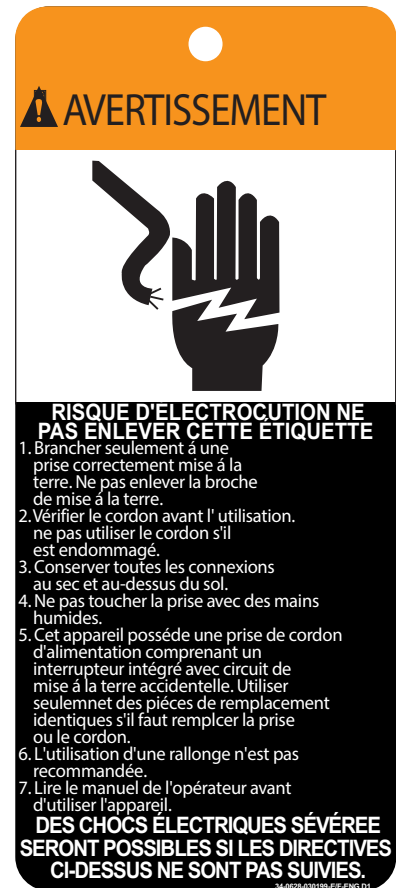 AVERTISSEMENT
RISQUE D'ELECTROCUTION NE
PAS ENLEVER CETTE ÉTIQUETTE
1. Brancher seulement á une
prise correctement mise á la
terre. Ne pas enlever la broche
de mise á la terre.
2. Vérifier le cordon avant l' utilisation.
ne pas utiliser le cordon s'il
est endommagé.
3. Conserver toutes les connexions
au sec et au-dessus du sol.
4. Ne pas toucher la prise avec des mains
humides.
5. Cet appareil posséde une prise de cordon
d'alimentation comprenant un
interrupteur intégré avec circuit de
mise á la terre accidentelle. Utiliser
seulemnet des piéces de remplacement
identiques s'il faut remplcer la prise
ou le cordon.
6. L'utilisation d'une rallonge n'est pas
recommandée.
7. Lire le manuel de l'opérateur avant
d'utiliser l'appareil.
DES CHOCS ÉLECTRIQUES SÉVÉREE
SERONT POSSIBLES SI LES DIRECTIVES
CI-DESSUS NE SONT PAS SUIVIES.
34-0628-030199-E/F-ENG D1